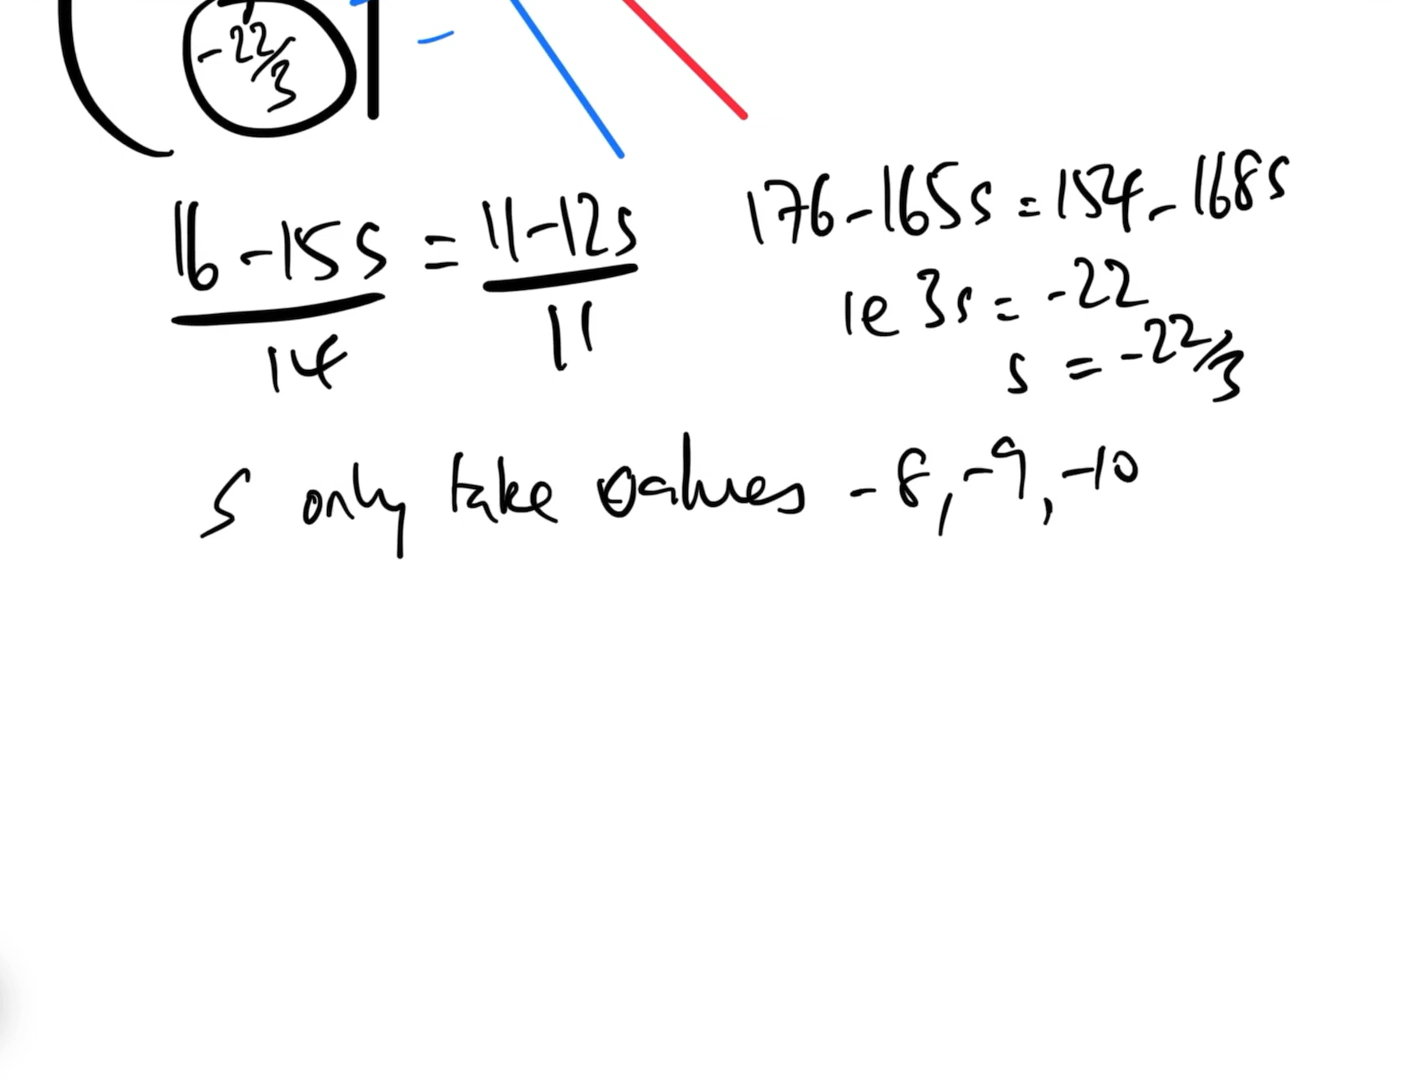 -22/3
16-15s = 11-12s
14 11
176-165s = 154-168s
ie 3s = -22
s = -22/3
S only take values -8, -9, -10